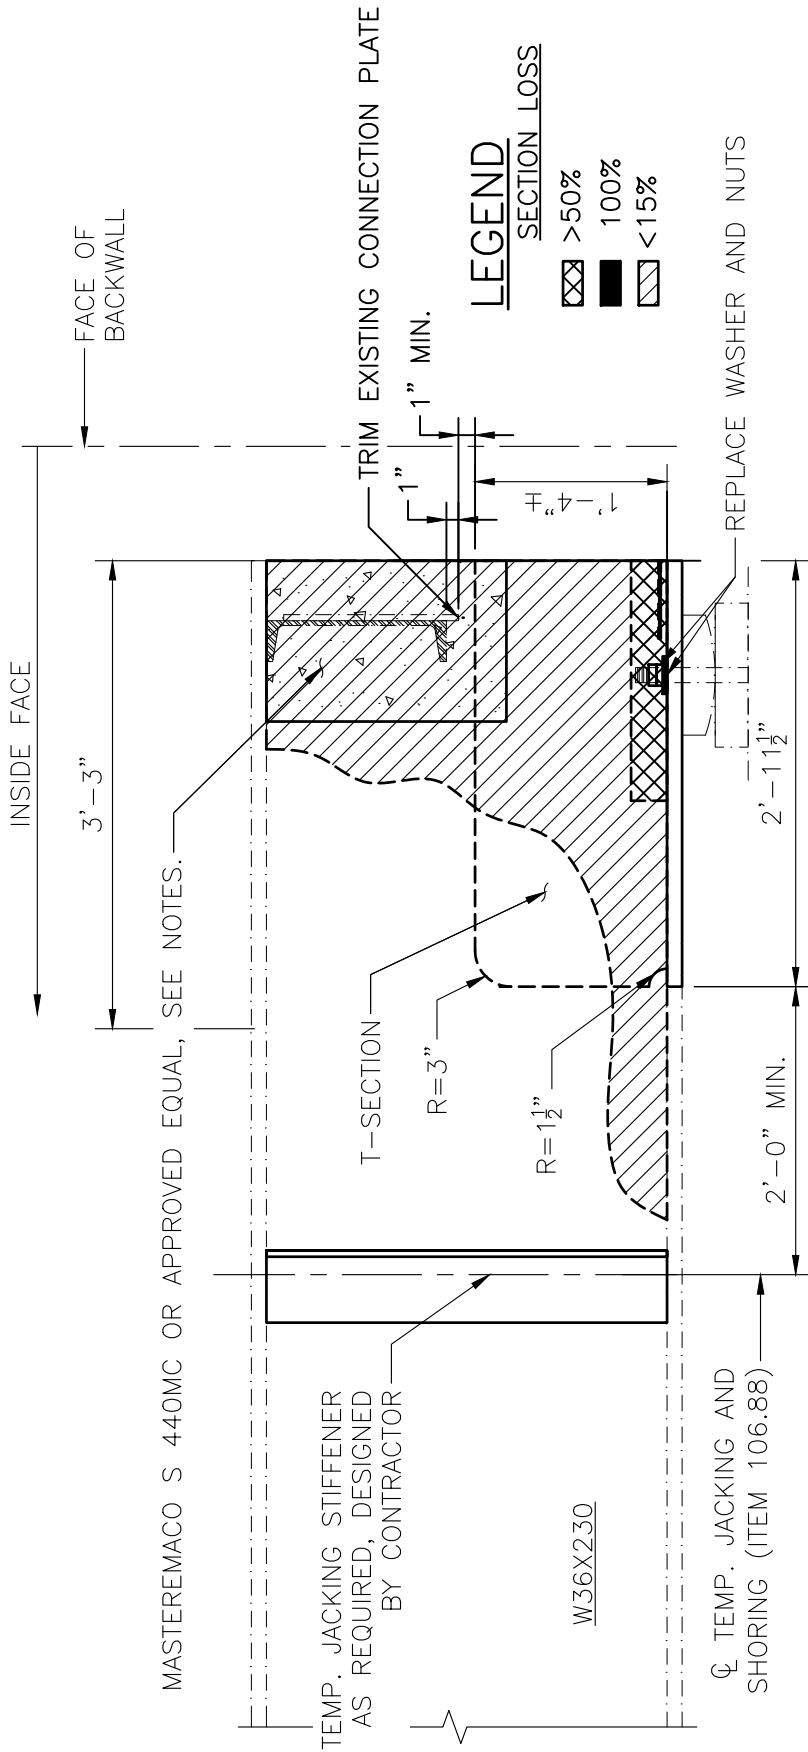 INSIDE FACE
FACE OF
BACKWALL
3'-3"
MASTEREMACO S 440MC OR APPROVED EQUAL, SEE NOTES.
TRIM EXISTING CONNECTION PLATE
1"
1" MIN.
LEGEND
SECTION LOSS
>50%
100%
<15%
1'-4"±
T-SECTION
R=3"
R=1½"
REPLACE WASHER AND NUTS
TEMP. JACKING STIFFENER
AS REQUIRED, DESIGNED
BY CONTRACTOR
W36X230
2'-0" MIN.
2'-11½"
℄ TEMP. JACKING AND
SHORING (ITEM 106.88)